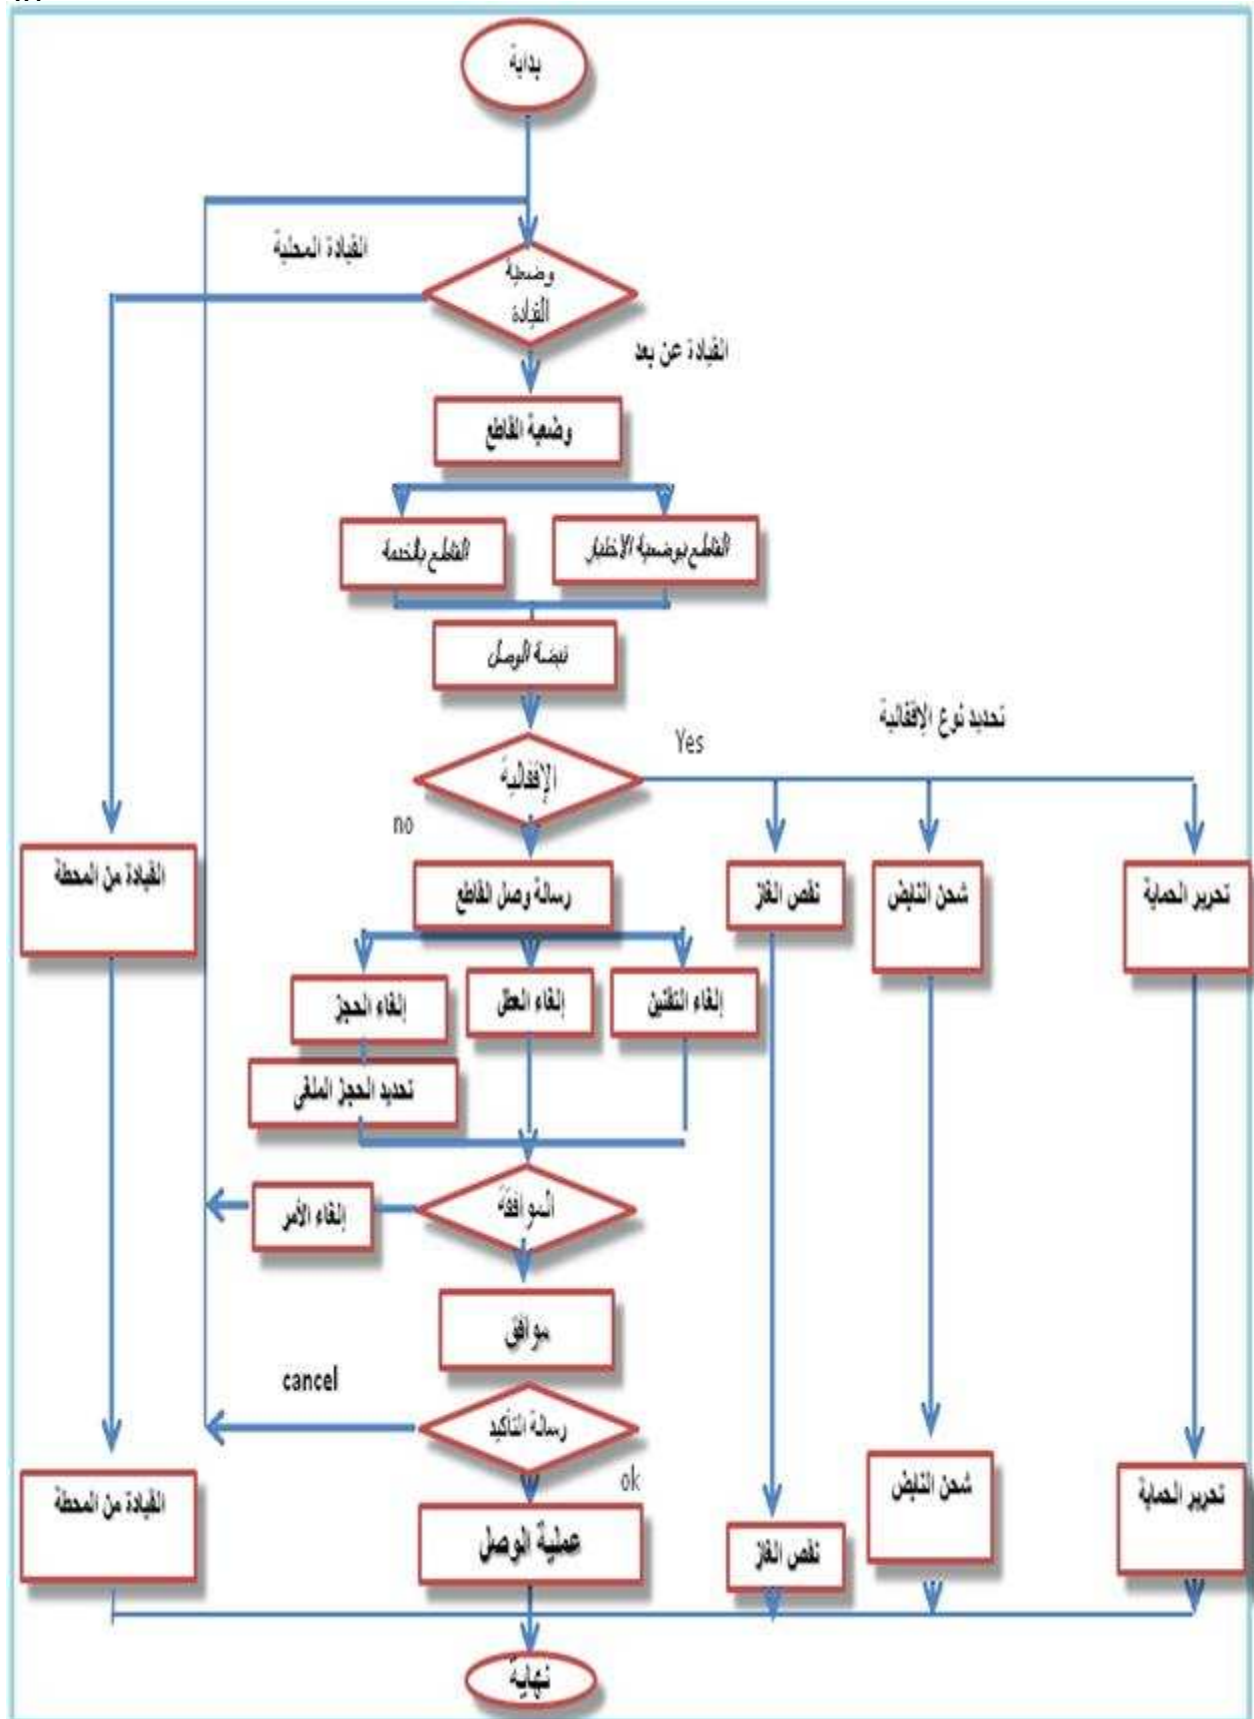 بداية
القيادة المحلية
وضعية
القيادة
القيادة عن بعد
وضعية القاطع
القاطع بوضعية الاختبار
القاطع بالخدمة
نبضة الوصل
تحديد نوع الإقفالية
Yes
الإقفالية
no
تحرير الحماية
شحن النابض
نقص الغاز
رسالة وصل القاطع
القيادة من المحطة
إلغاء التقنين
إلغاء العطل
إلغاء الحجز
تحديد الحجز الملغى
الموافقة
إلغاء الأمر
موافق
cancel
رسالة التأكيد
ok
تحرير الحماية
شحن النابض
نقص الغاز
عملية الوصل
القيادة من المحطة
نهاية